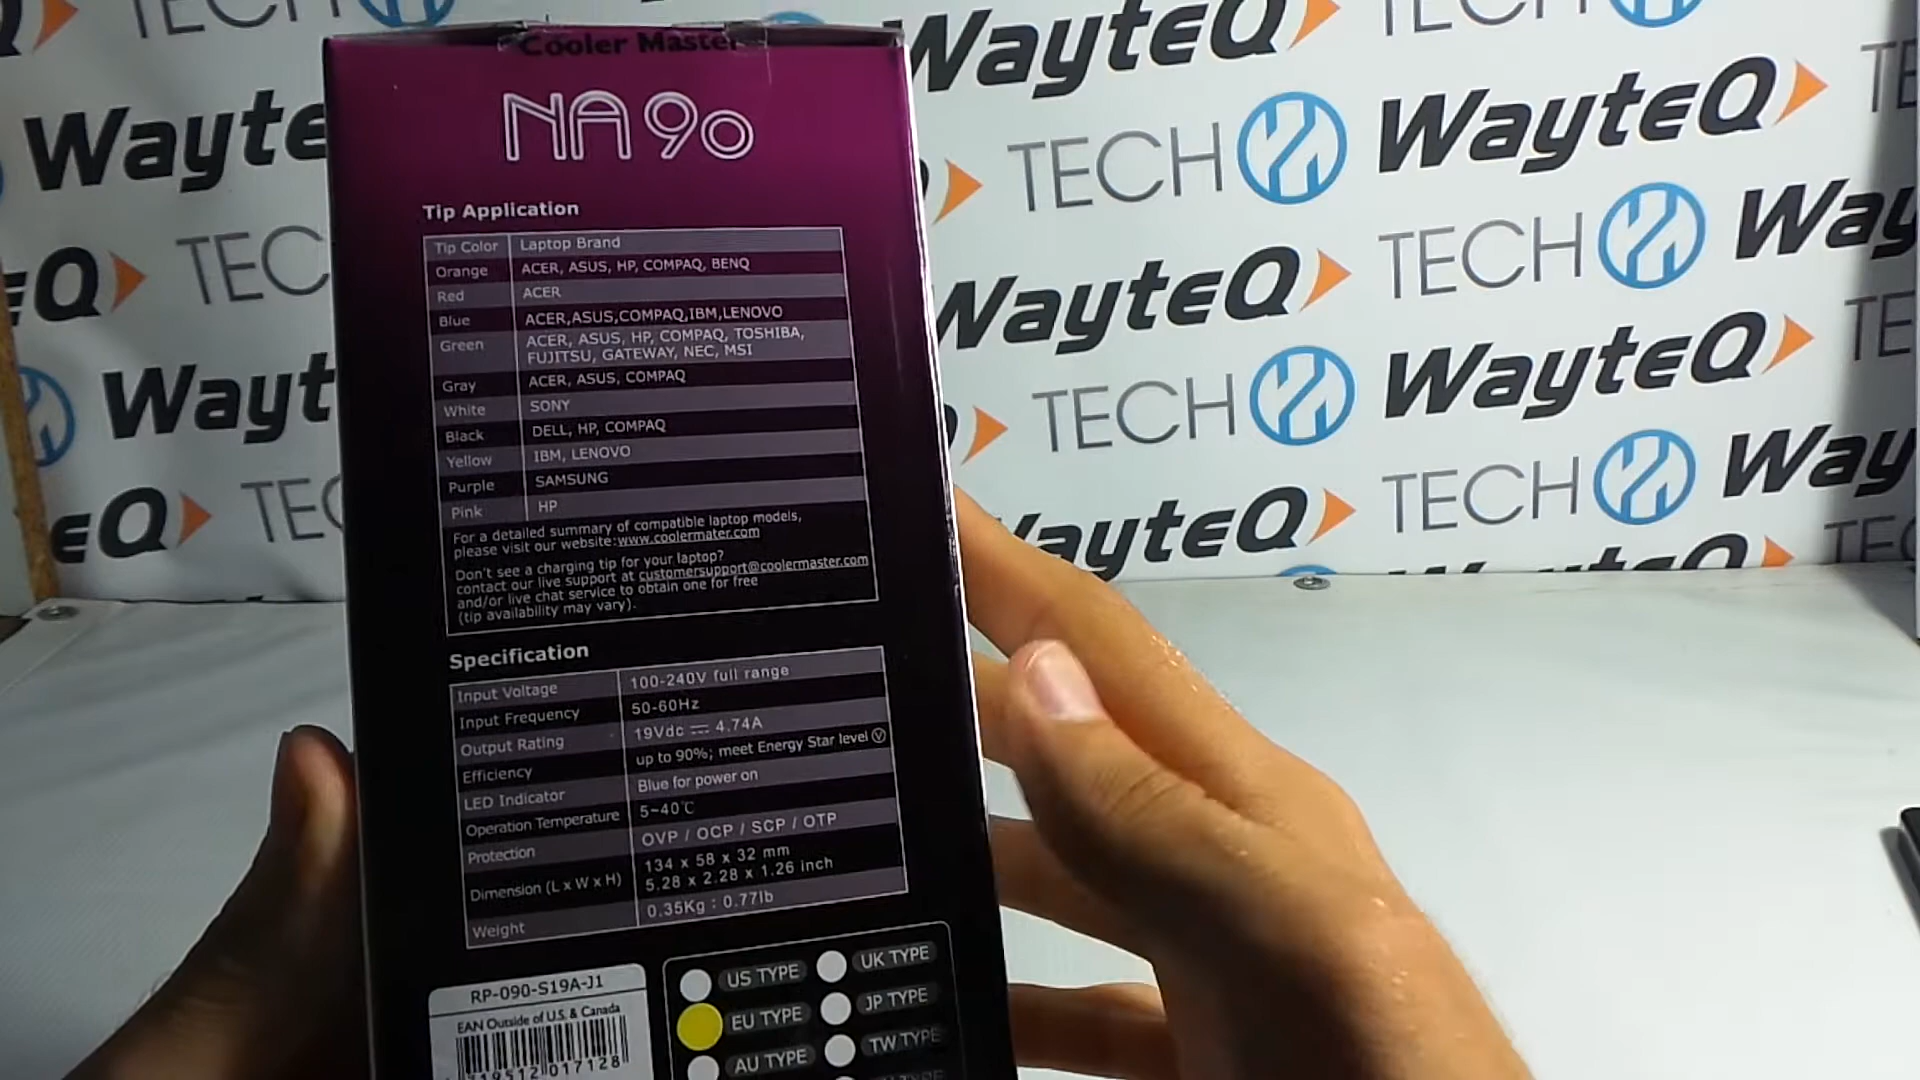 Cooler Master
NA90
Tip Application
Tip Color Laptop Brand
Orange ACER, ASUS, HP, COMPAQ, BENQ
Red ACER
Blue ACER,ASUS,COMPAQ,IBM,LENOVO
Green ACER, ASUS, HP, COMPAQ, TOSHIBA,
FUJITSU, GATEWAY, NEC, MSI
Gray ACER, ASUS, COMPAQ
White SONY
Black DELL, HP, COMPAQ
Yellow IBM, LENOVO
Purple SAMSUNG
Pink HP
For a detailed summary of compatible laptop models,
please visit our website:www.coolermater.com
Don't see a charging tip for your laptop?
contact our live support at customersupport@coolermaster.com
and/or live chat service to obtain one for free
(tip availability may vary).
Specification
Input Voltage 100-240V full range
Input Frequency 50-60Hz
Output Rating 19Vdc ⎓ 4.74A
Efficiency up to 90%; meet Energy Star level Ⓥ
LED Indicator Blue for power on
Operation Temperature 5~40℃
Protection OVP / OCP / SCP / OTP
Dimension (L x W x H) 134 x 58 x 32 mm
5.28 x 2.28 x 1.26 inch
Weight 0.35Kg : 0.77lb
RP-090-S19A-J1
EAN Outside of U.S. & Canada
719512 017128
US TYPE UK TYPE
EU TYPE JP TYPE
AU TYPE TW TYPE
TECH
WayteQ
WayteQ
TECH WayteQ
TECH WayteQ
WayteQ
TECH WayteQ
TECH WayteQ
WayteQ
TECH